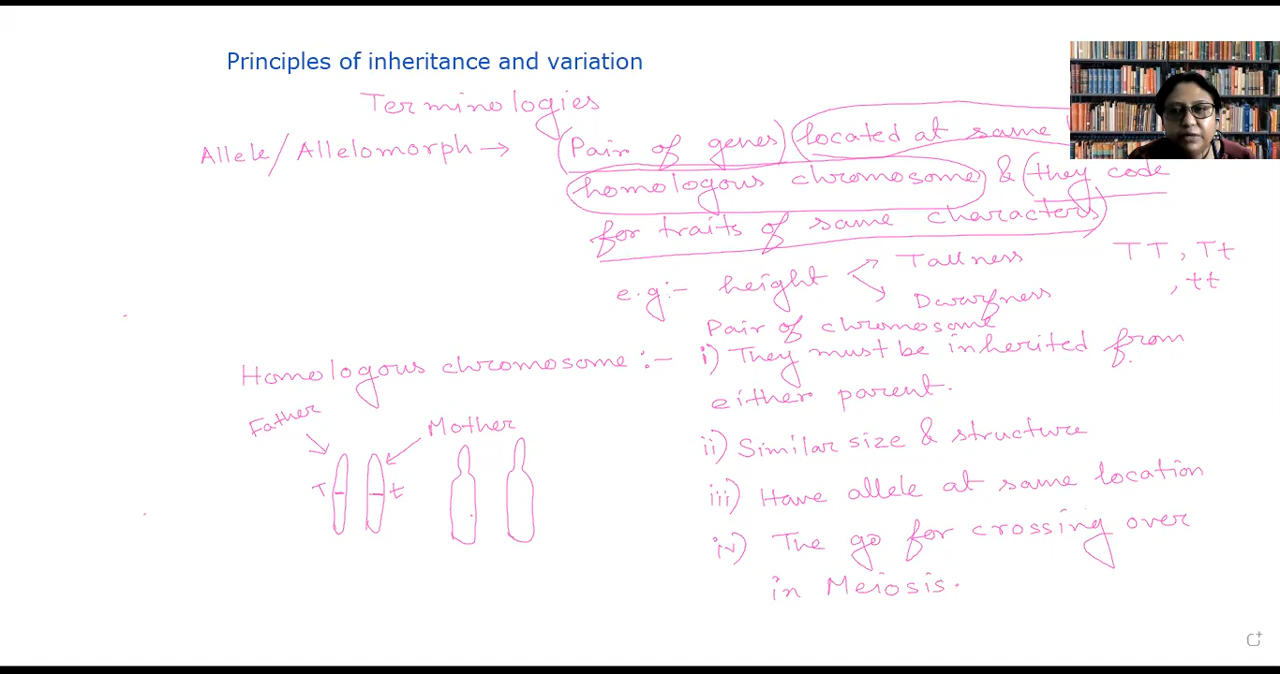 Principles of inheritance and variation
Terminologies
Allele/Allelomorph → (Pair of genes) (located at same
homologous chromosome) & (they code
for traits of same characters)
e.g:- height Tallness
Dwarfness
TT, Tt
, tt
Pair of chromosome
Homologous chromosome :- i) They must be inherited from
either parent.
Father
Mother
T t
ii) Similar size & structure
iii) Have allele at same location
iv) The go for crossing over
in Meiosis.